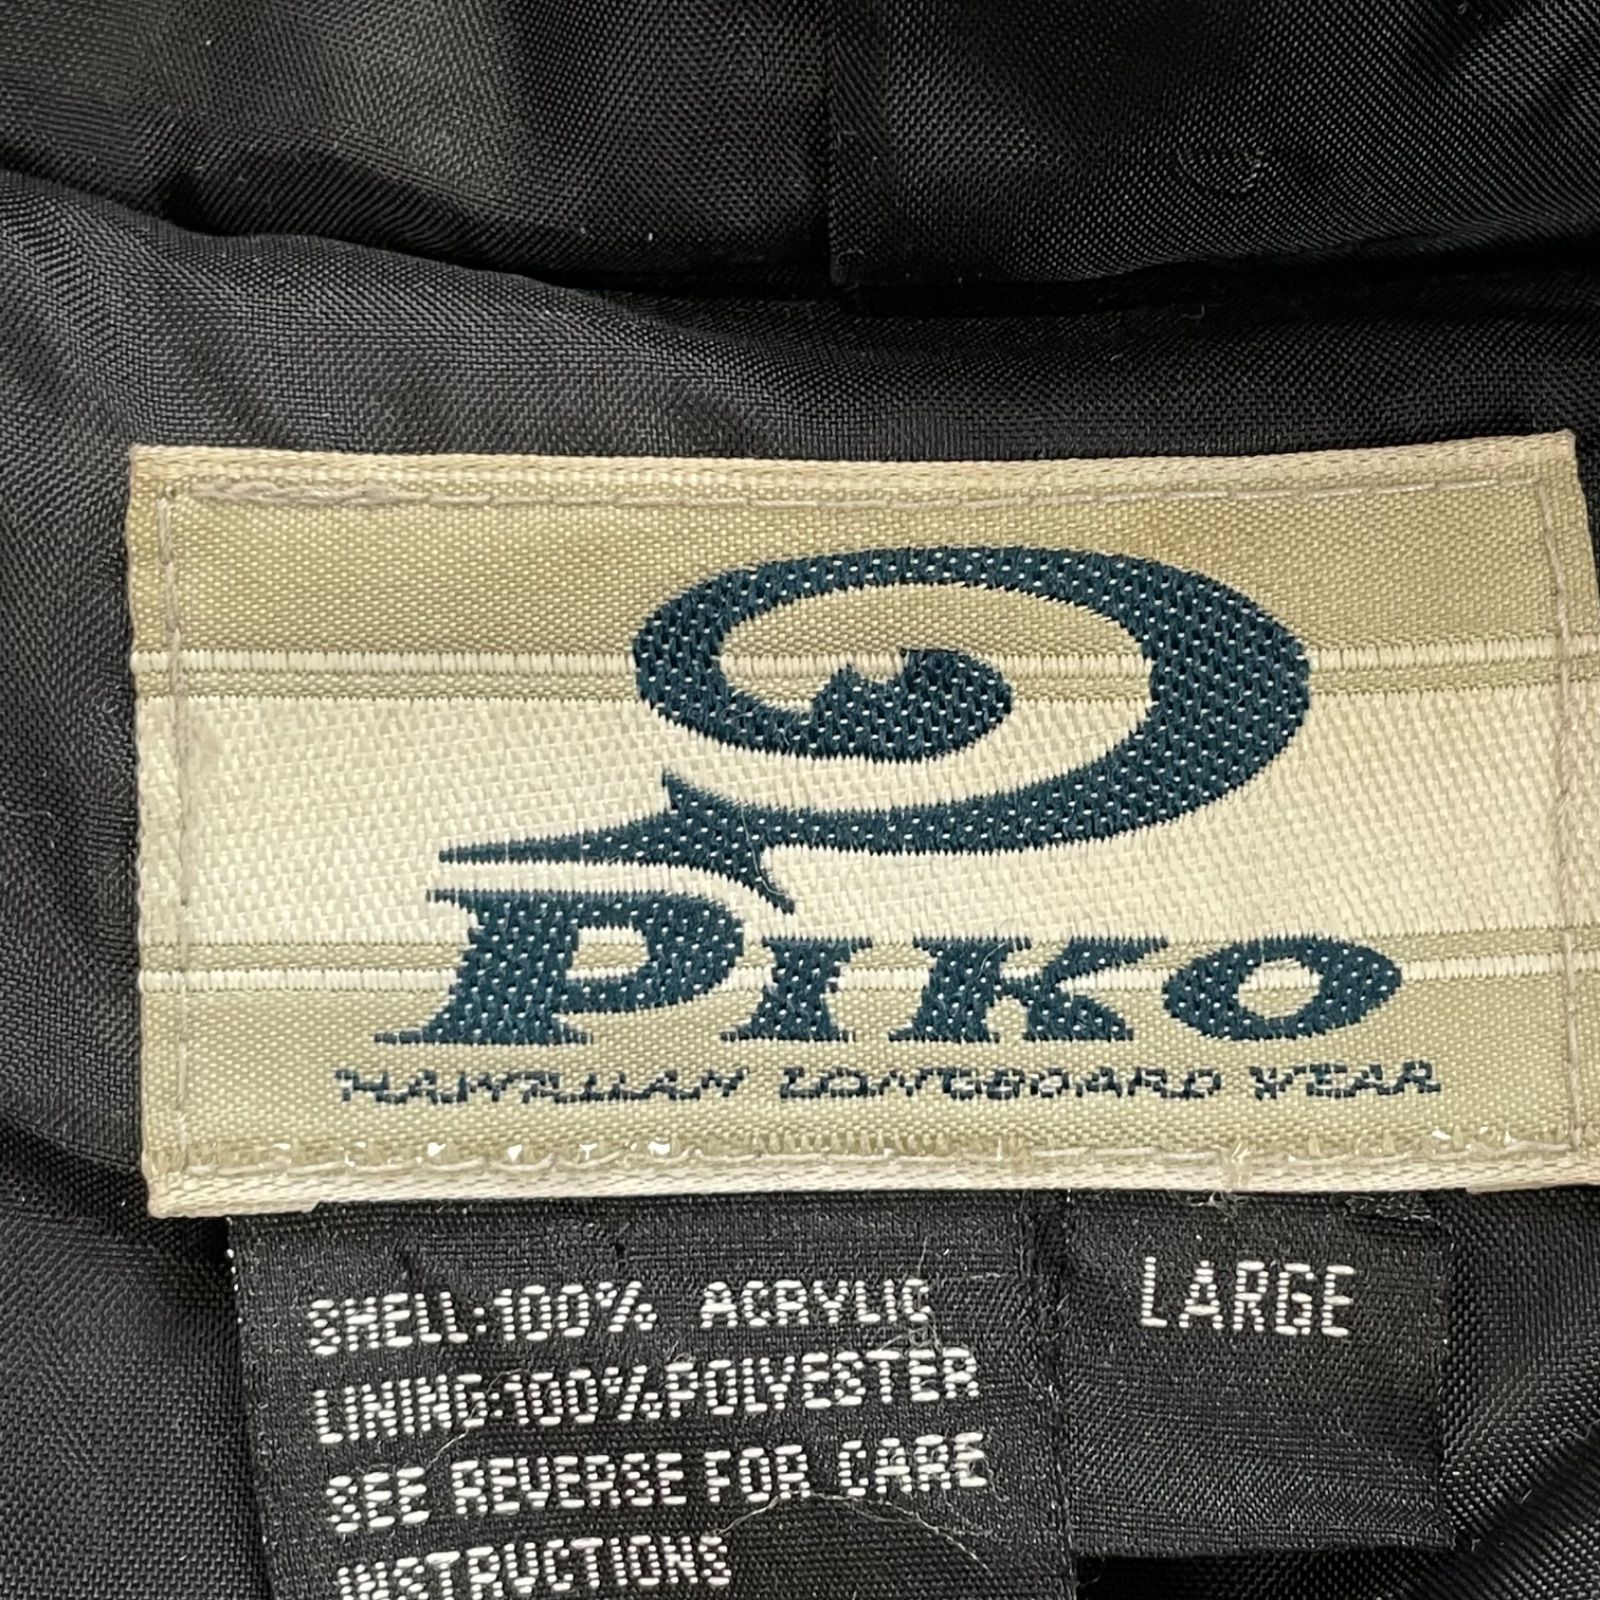 PIKO
HAWAIIAN LONGBOARD WEAR
LARGE
SHELL:100% ACRYLIC
LINING:100%POLYESTER
SEE REVERSE FOR CARE
INSTRUCTIONS